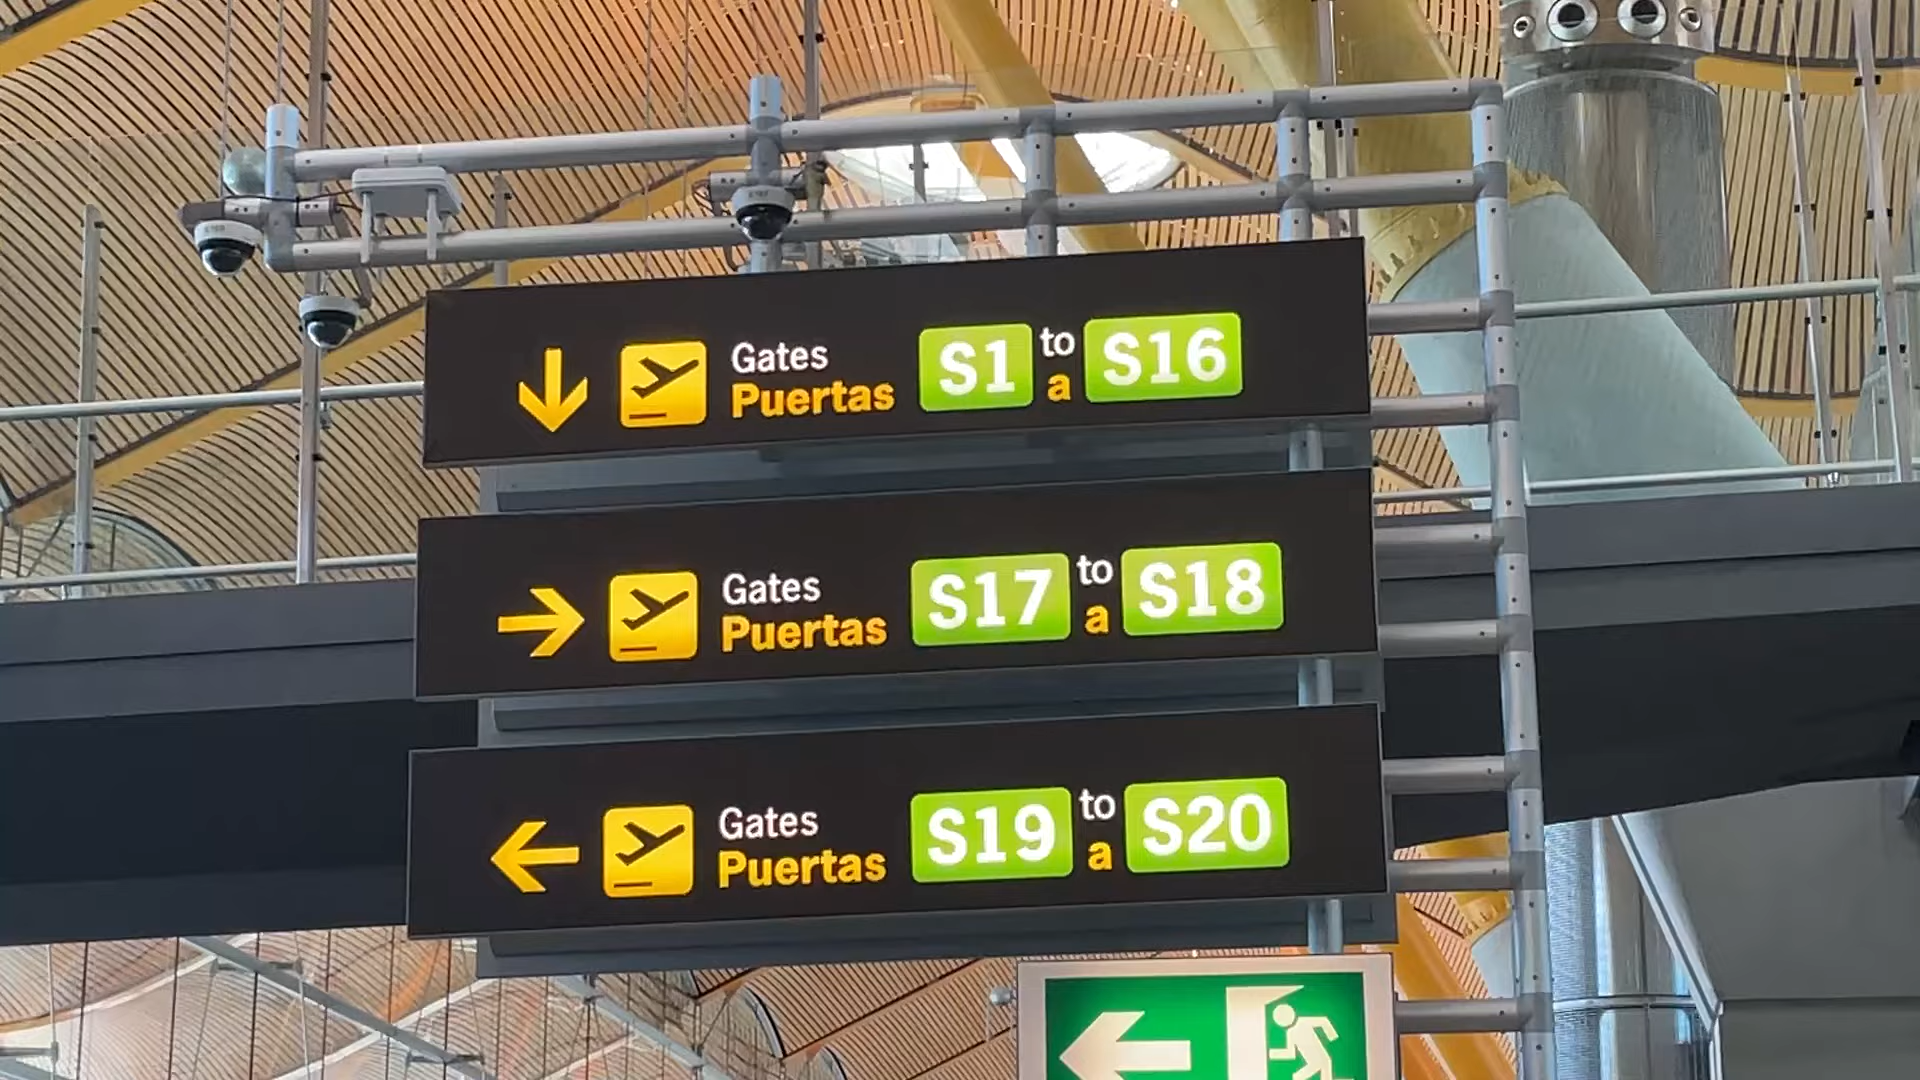 Gates S1 to S16
Puertas a
Gates S17 to S18
Puertas a
Gates S19 to S20
Puertas a